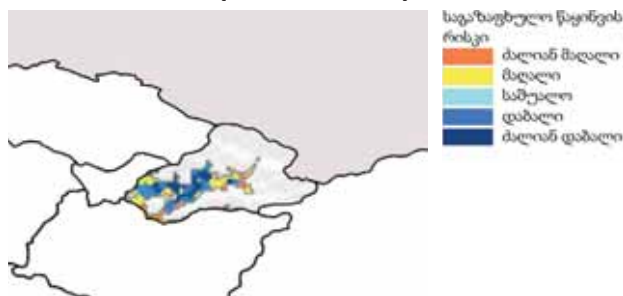 საგაზაფხულო წაყინვის
რისკი
ძალიან მაღალი
მაღალი
საშუალო
დაბალი
ძალიან დაბალი